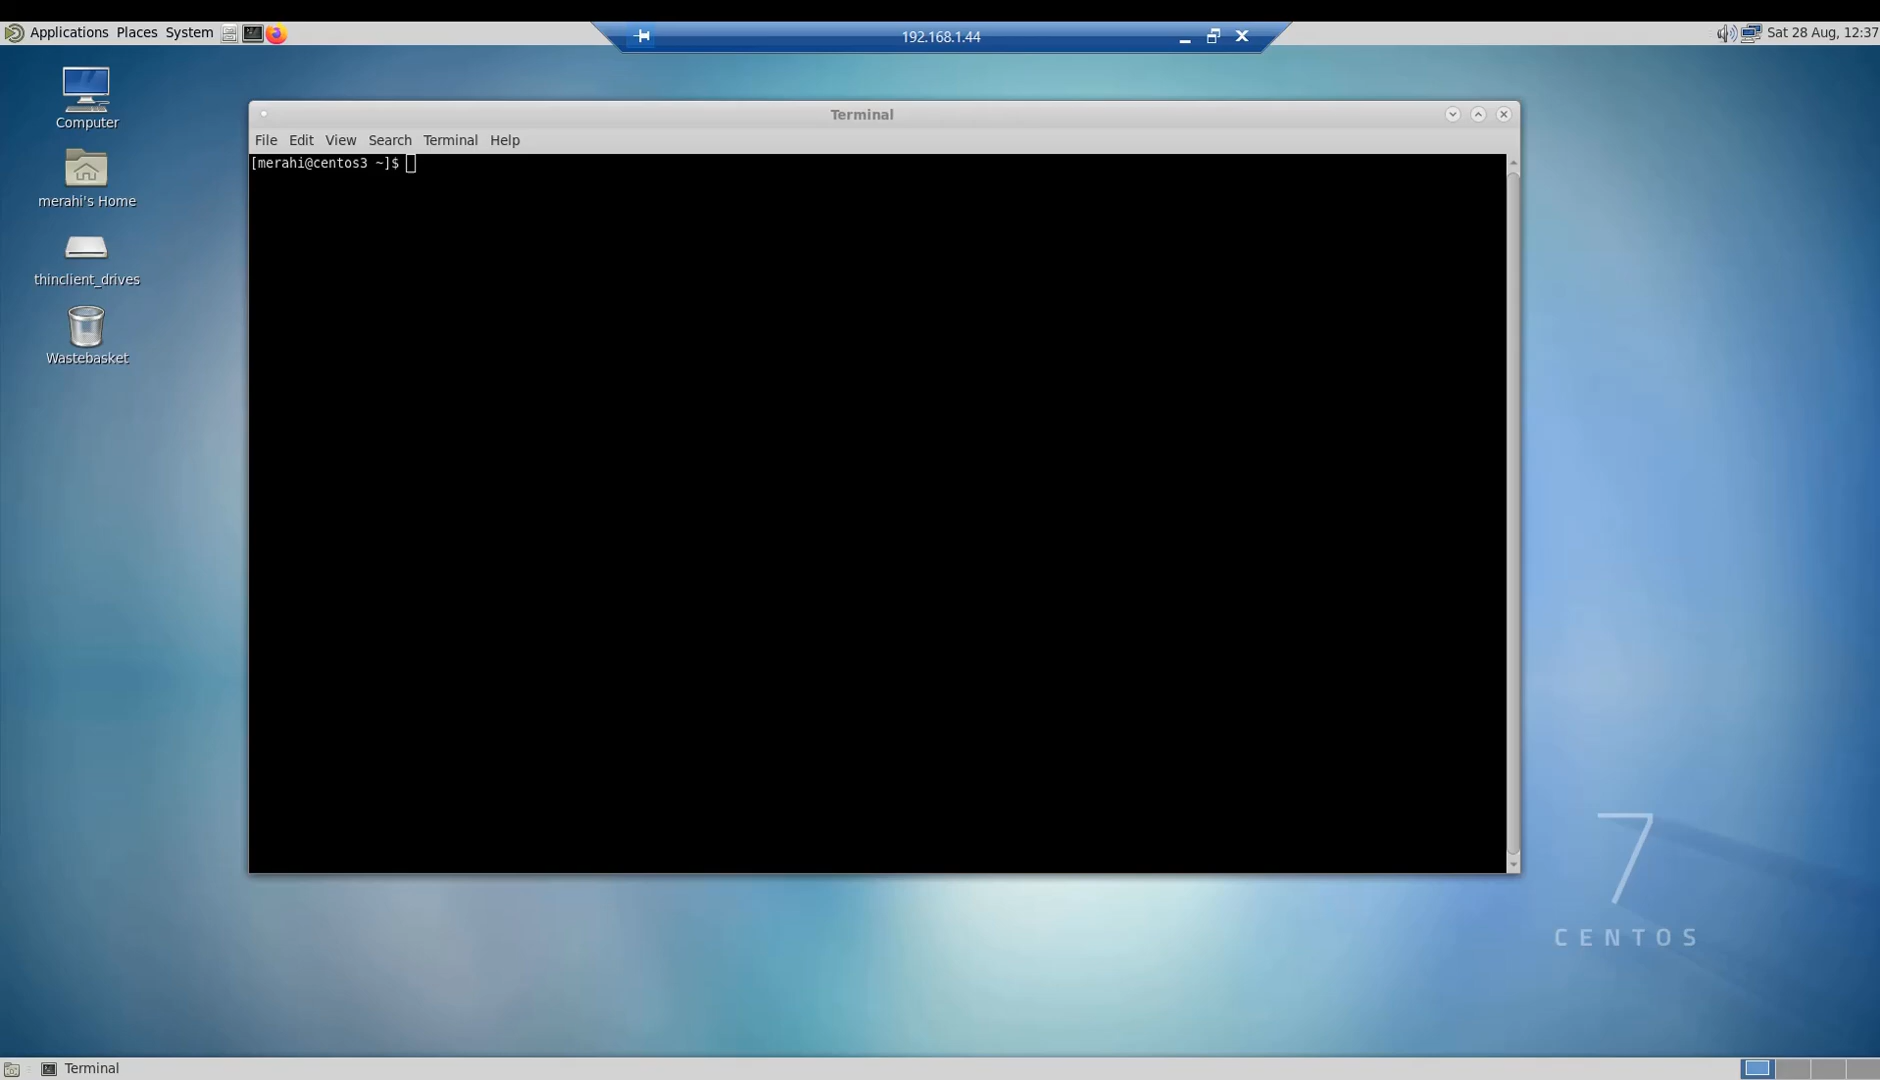 Applications Places System
192.168.1.44
Sat 28 Aug, 12:37
Computer
merahi's Home
thinclient_drives
Wastebasket
Terminal
File Edit View Search Terminal Help
[merahi@centos3 ~]$
7
CENTOS
Terminal